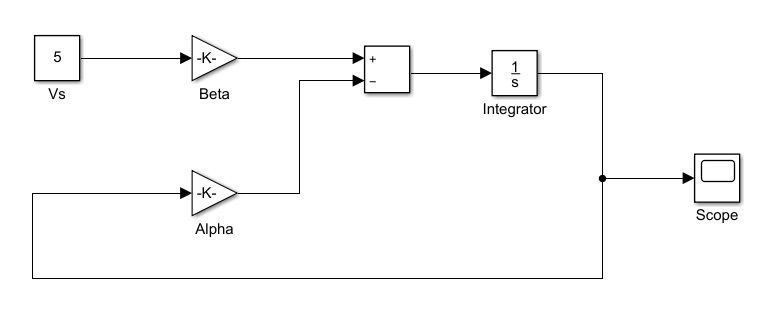 5
Vs
-K-
Beta
+
−
1
s
Integrator
-K-
Alpha
Scope